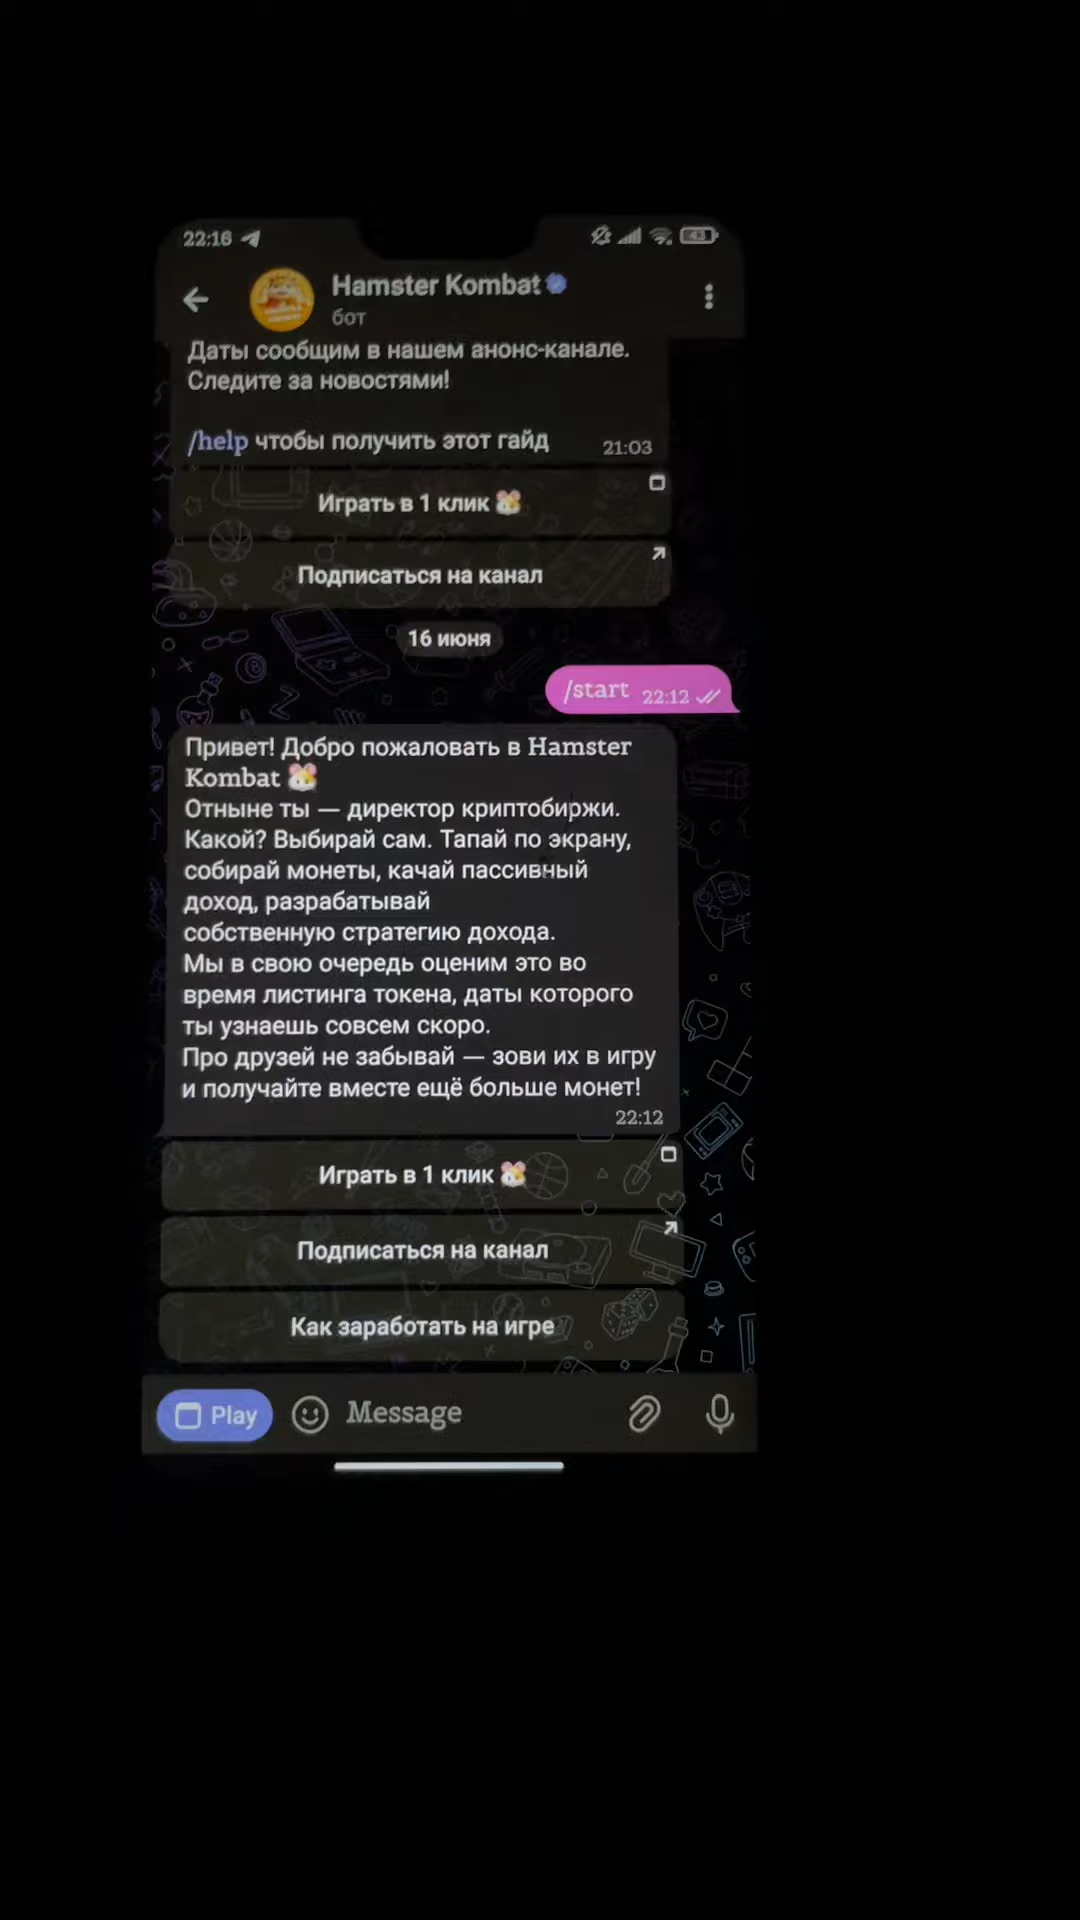 22:16
43
Hamster Kombat
бот
Даты сообщим в нашем анонс-канале.
Следите за новостями!
/help чтобы получить этот гайд 21:03
Играть в 1 клик 🐹
Подписаться на канал
16 июня
/start 22:12
Привет! Добро пожаловать в Hamster
Kombat 🐹
Отныне ты — директор криптобиржи.
Какой? Выбирай сам. Тапай по экрану,
собирай монеты, качай пассивный
доход, разрабатывай
собственную стратегию дохода.
Мы в свою очередь оценим это во
время листинга токена, даты которого
ты узнаешь совсем скоро.
Про друзей не забывай — зови их в игру
и получайте вместе ещё больше монет!
22:12
Играть в 1 клик 🐹
Подписаться на канал
Как заработать на игре
Play Message